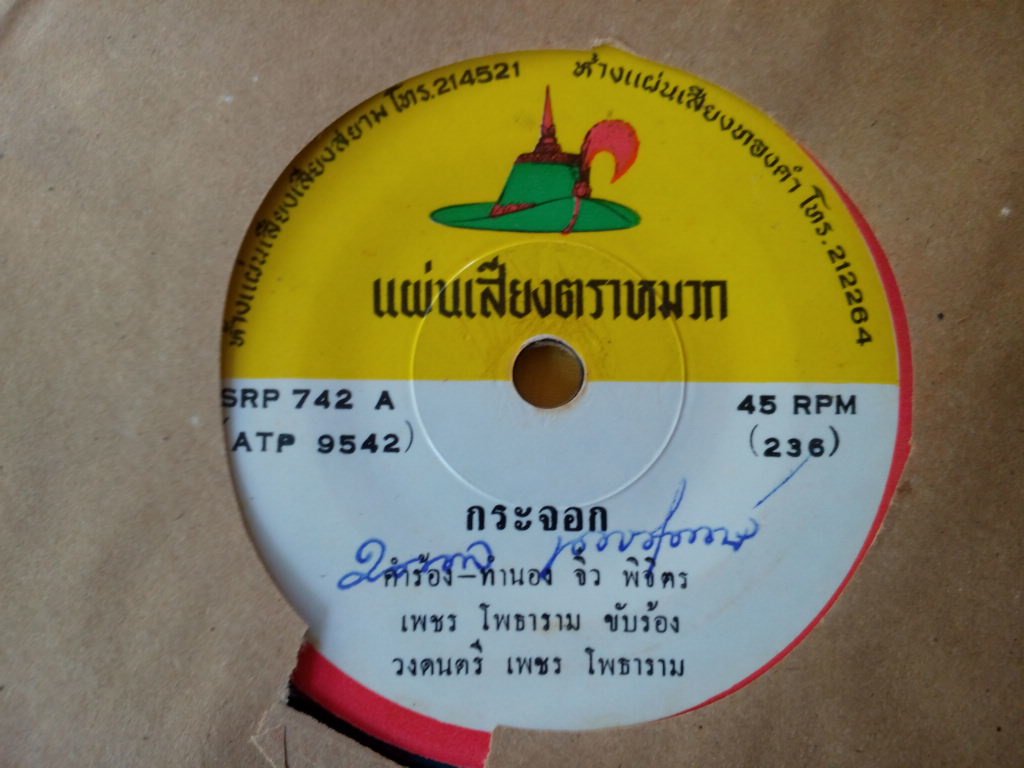 ห้างแผ่นเสียงเสียงสยาม โทร.214521
ห้างแผ่นเสียงทองคำ โทร.212264
แผ่นเสียงตราหมวก
SRP 742 A
(ATP 9542)
45 RPM
(236)
กระจอก
คำร้อง-ทำนอง จิ๋ว พิจิตร
เพชร โพธาราม ขับร้อง
วงดนตรี เพชร โพธาราม